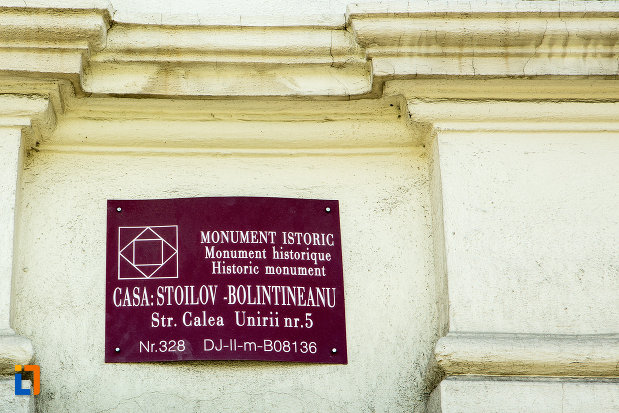 MONUMENT ISTORIC
Monument historique
Historic monument
CASA: STOILOV -BOLINTINEANU
Str. Calea Unirii nr.5
Nr.328 DJ-II-m-B08136